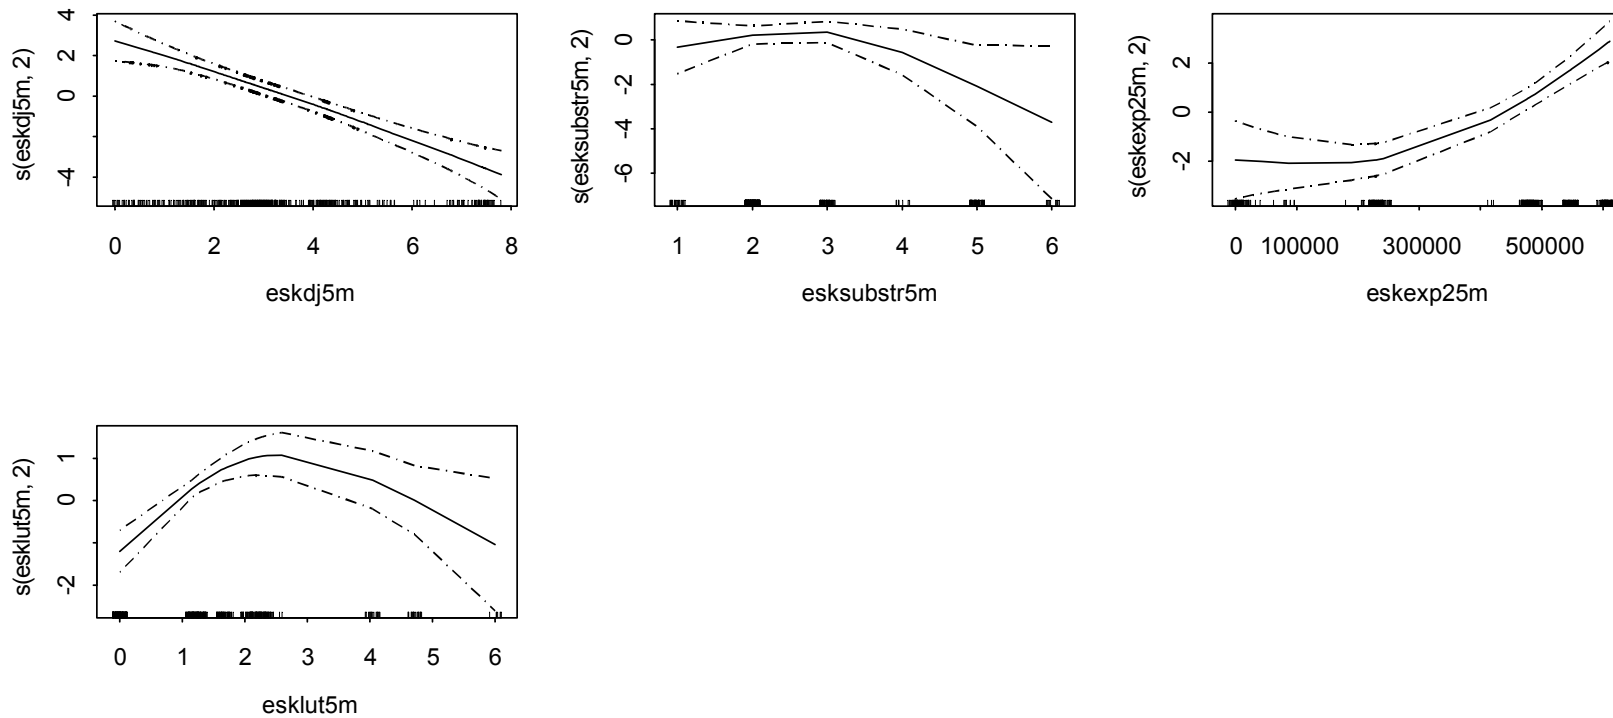 s(eskdj5m, 2)
4
2
0
-4
0 2 4 6 8
eskdj5m
s(esksubstr5m, 2)
0
-2
-4
-6
1 2 3 4 5 6
esksubstr5m
s(eskexp25m, 2)
2
0
-2
0 100000 300000 500000
eskexp25m
s(esklut5m, 2)
1
0
-2
0 1 2 3 4 5 6
esklut5m